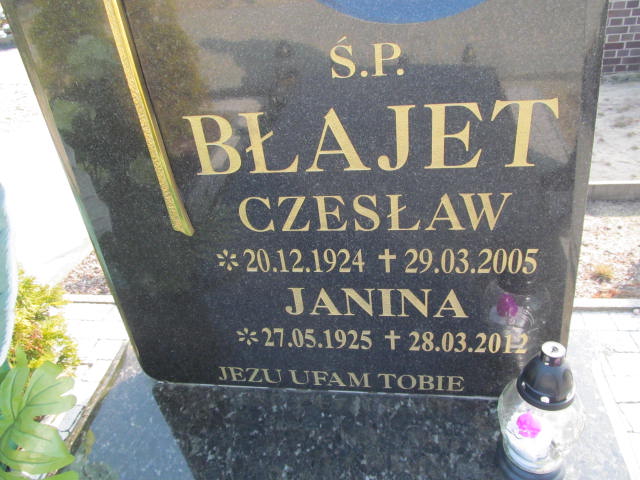 Ś.P.
BŁAJET
CZESŁAW
* 20.12.1924 † 29.03.2005
JANINA
* 27.05.1925 † 28.03.2012
JEZU UFAM TOBIE